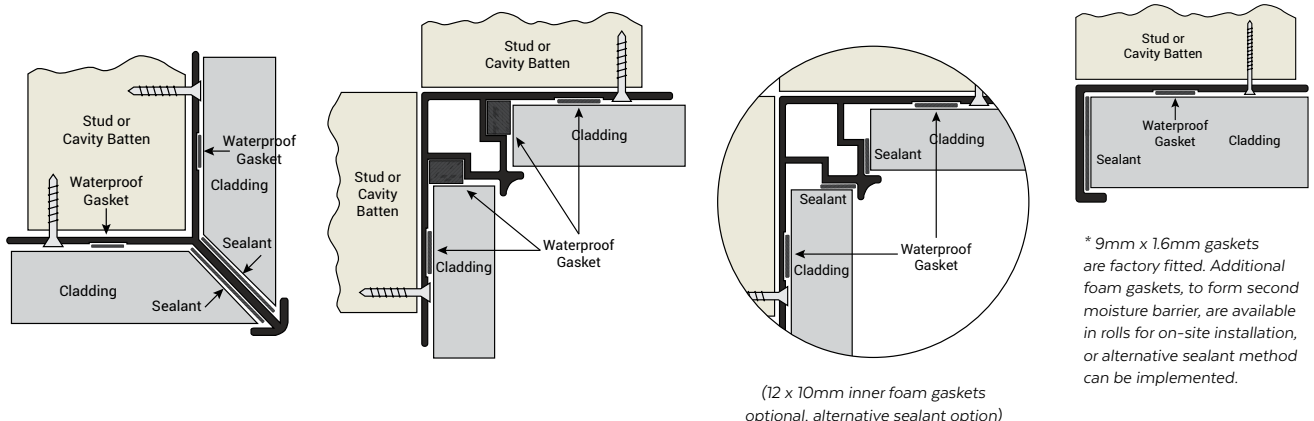 Stud or
Cavity Batten
Waterproof
Gasket
Cladding
Waterproof
Gasket
Sealant
Cladding
Sealant
Stud or
Cavity Batten
Cladding
Stud or
Cavity
Batten
Waterproof
Gasket
Cladding
Cladding
Sealant
Sealant
Waterproof
Gasket
Cladding
(12 x 10mm inner foam gaskets
optional, alternative sealant option)
Stud or
Cavity Batten
Waterproof
Gasket
Cladding
Sealant
* 9mm x 1.6mm gaskets
are factory fitted. Additional
foam gaskets, to form second
moisture barrier, are available
in rolls for on-site installation,
or alternative sealant method
can be implemented.